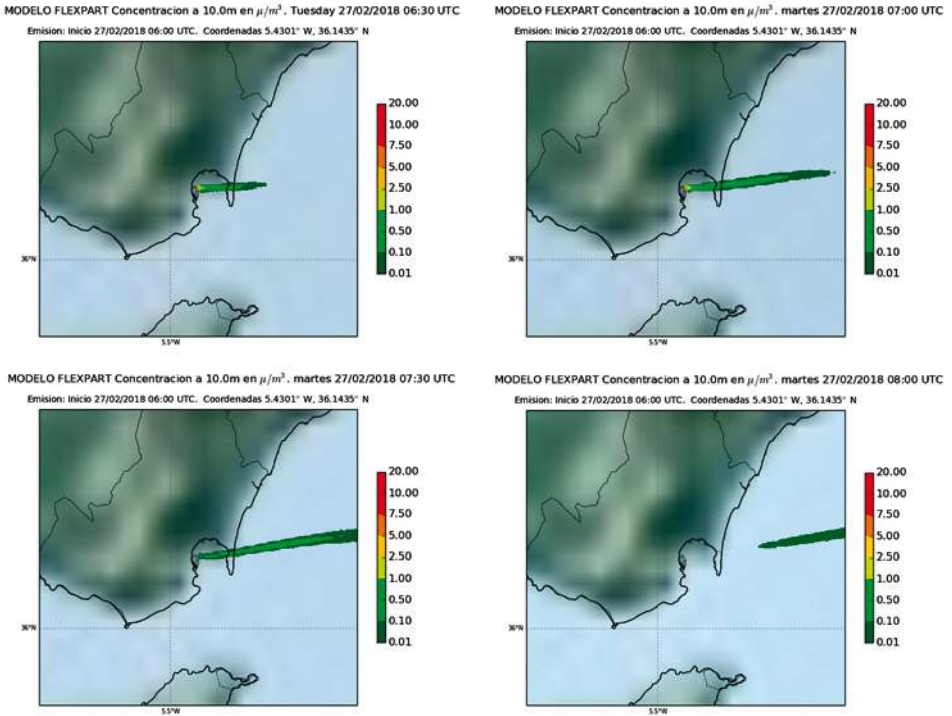 MODELO FLEXPART Concentracion a 10.0m en μ/m³. Tuesday 27/02/2018 06:30 UTC
Emision: Inicio 27/02/2018 06:00 UTC. Coordenadas 5.4301° W, 36.1435° N
20.00
10.00
7.50
5.00
2.50
1.00
0.50
0.10
0.01
36°N
5.5°W
MODELO FLEXPART Concentracion a 10.0m en μ/m³. martes 27/02/2018 07:00 UTC
Emision: Inicio 27/02/2018 06:00 UTC. Coordenadas 5.4301° W, 36.1435° N
20.00
10.00
7.50
5.00
2.50
1.00
0.50
0.10
0.01
36°N
5.5°W
MODELO FLEXPART Concentracion a 10.0m en μ/m³. martes 27/02/2018 07:30 UTC
Emision: Inicio 27/02/2018 06:00 UTC. Coordenadas 5.4301° W, 36.1435° N
20.00
10.00
7.50
5.00
2.50
1.00
0.50
0.10
0.01
36°N
5.5°W
MODELO FLEXPART Concentracion a 10.0m en μ/m³. martes 27/02/2018 08:00 UTC
Emision: Inicio 27/02/2018 06:00 UTC. Coordenadas 5.4301° W, 36.1435° N
20.00
10.00
7.50
5.00
2.50
1.00
0.50
0.10
0.01
36°N
5.5°W